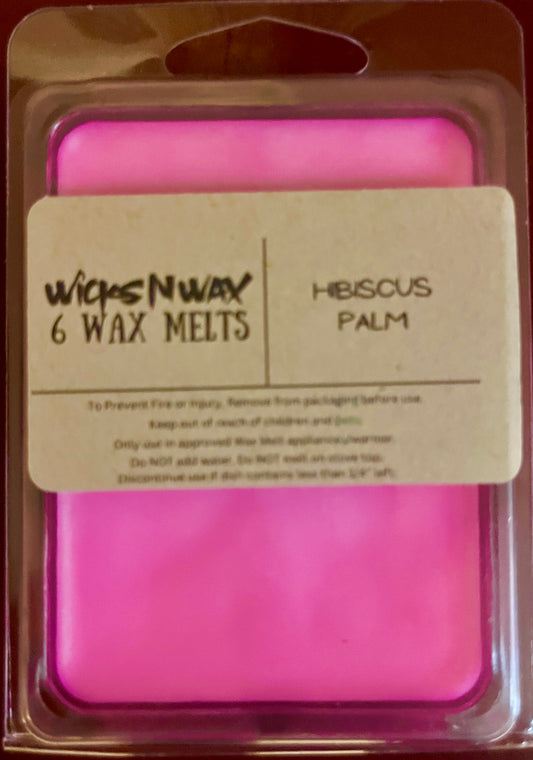 WICKS N WAX
6 WAX MELTS
HIBISCUS
PALM
To Prevent Fire or Injury, Remove from packaging before use.
Keep out of reach of children and pets.
Only use in approved Wax Melt appliance/warmer.
Do NOT add water. Do NOT melt on stove top.
Discontinue use if dish contains less than 1/4" left.